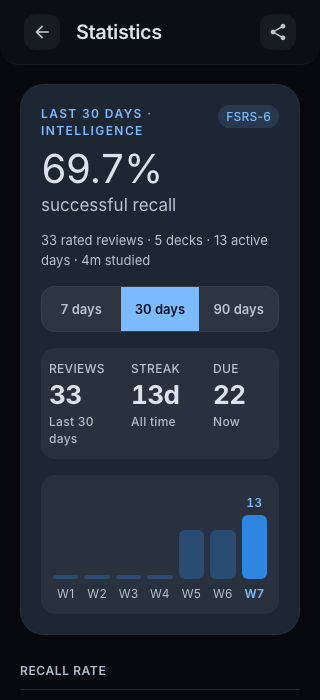 Statistics
LAST 30 DAYS ·
INTELLIGENCE
FSRS-6
69.7%
successful recall
33 rated reviews · 5 decks · 13 active
days · 4m studied
7 days
30 days
90 days
REVIEWS
STREAK
DUE
33
13d
22
Last 30
days
All time
Now
13
W1
W2
W3
W4
W5
W6
W7
RECALL RATE